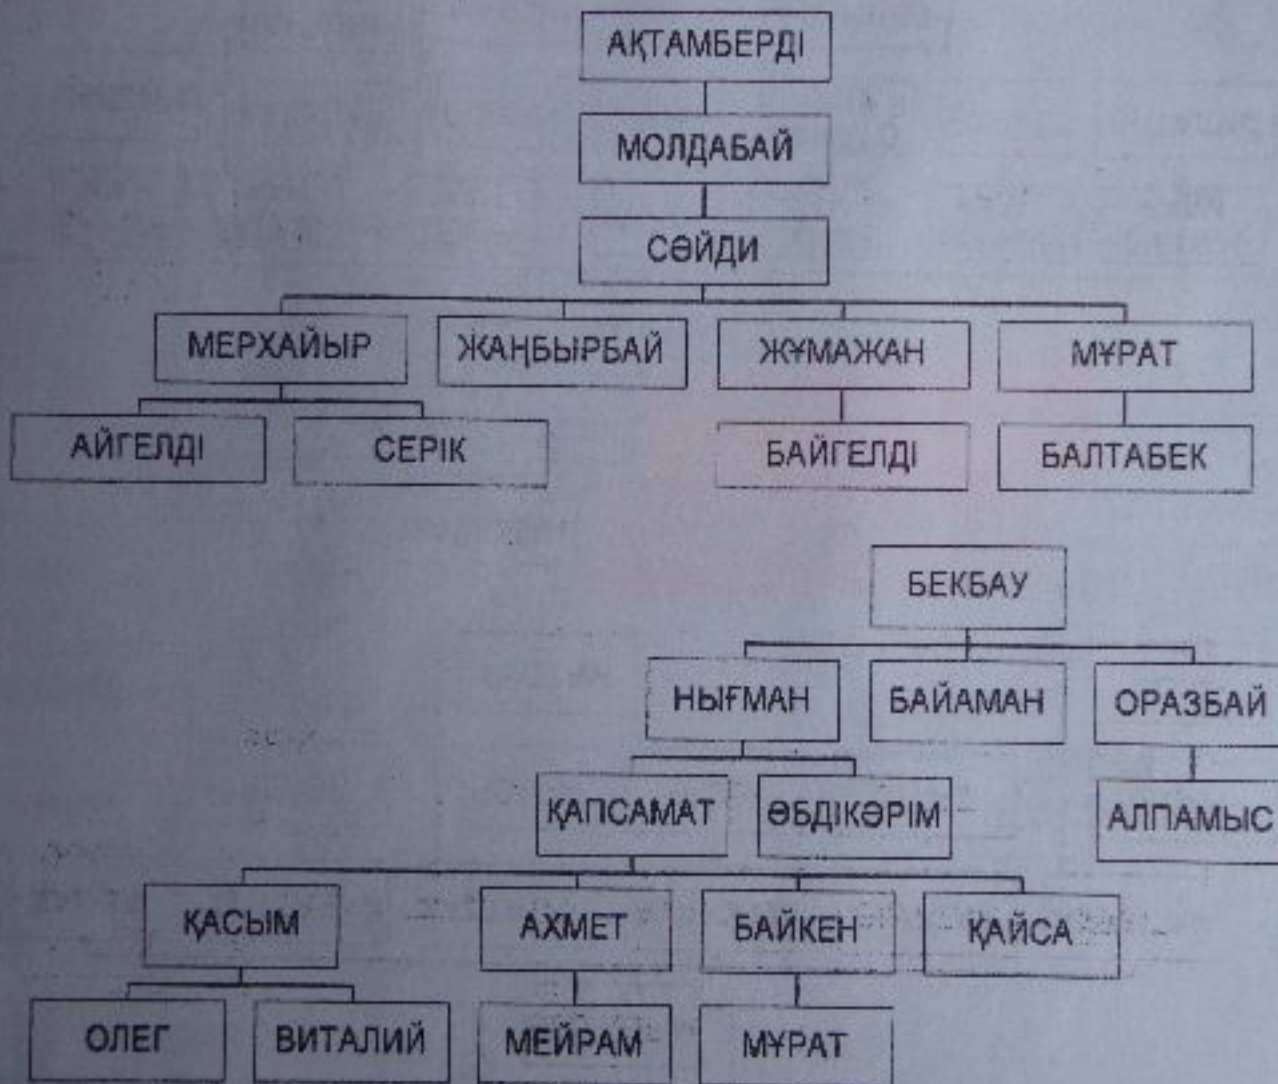 АҚТАМБЕРДІ
МОЛДАБАЙ
СӘЙДИ
МЕРХАЙЫР ЖАҢБЫРБАЙ ЖҰМАЖАН МҰРАТ
АЙГЕЛДІ СЕРІК БАЙГЕЛДІ БАЛТАБЕК
БЕКБАУ
НЫҒМАН БАЙАМАН ОРАЗБАЙ
ҚАПСАМАТ ӘБДІКӘРІМ АЛПАМЫС
ҚАСЫМ АХМЕТ БАЙКЕН ҚАЙСА
ОЛЕГ ВИТАЛИЙ МЕЙРАМ МҰРАТ